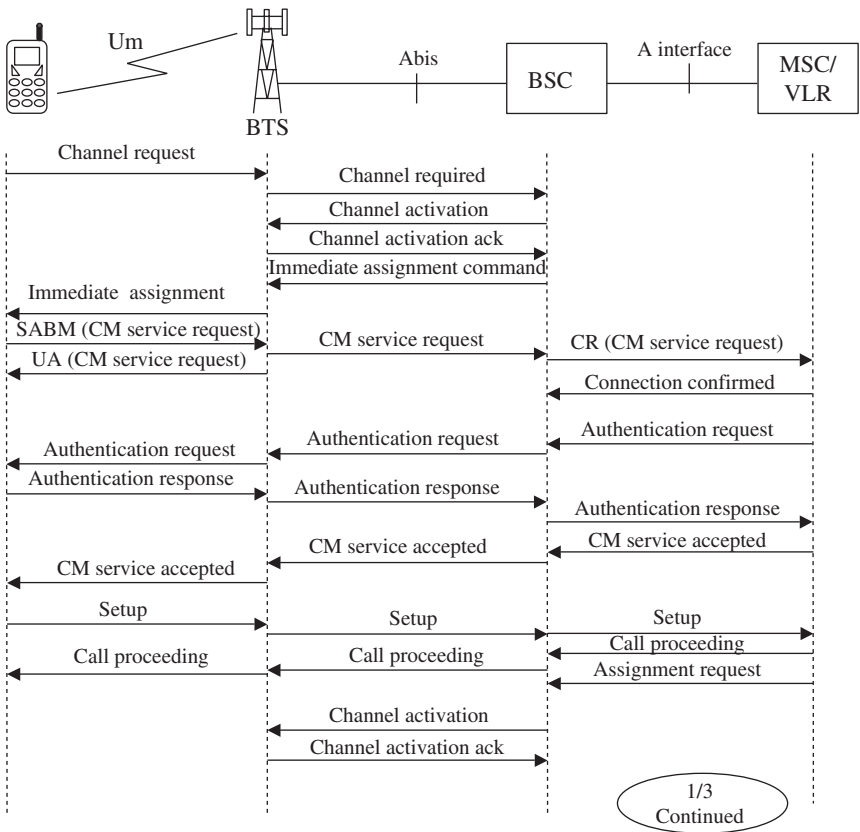 Um
Abis
A interface
BSC
MSC/
VLR
BTS
Channel request
Channel required
Channel activation
Channel activation ack
Immediate assignment command
Immediate assignment
SABM (CM service request)
CM service request
CR (CM service request)
UA (CM service request)
Connection confirmed
Authentication request
Authentication request
Authentication request
Authentication response
Authentication response
Authentication response
CM service accepted
CM service accepted
CM service accepted
Setup
Setup
Setup
Call proceeding
Call proceeding
Call proceeding
Assignment request
Channel activation
Channel activation ack
1/3
Continued